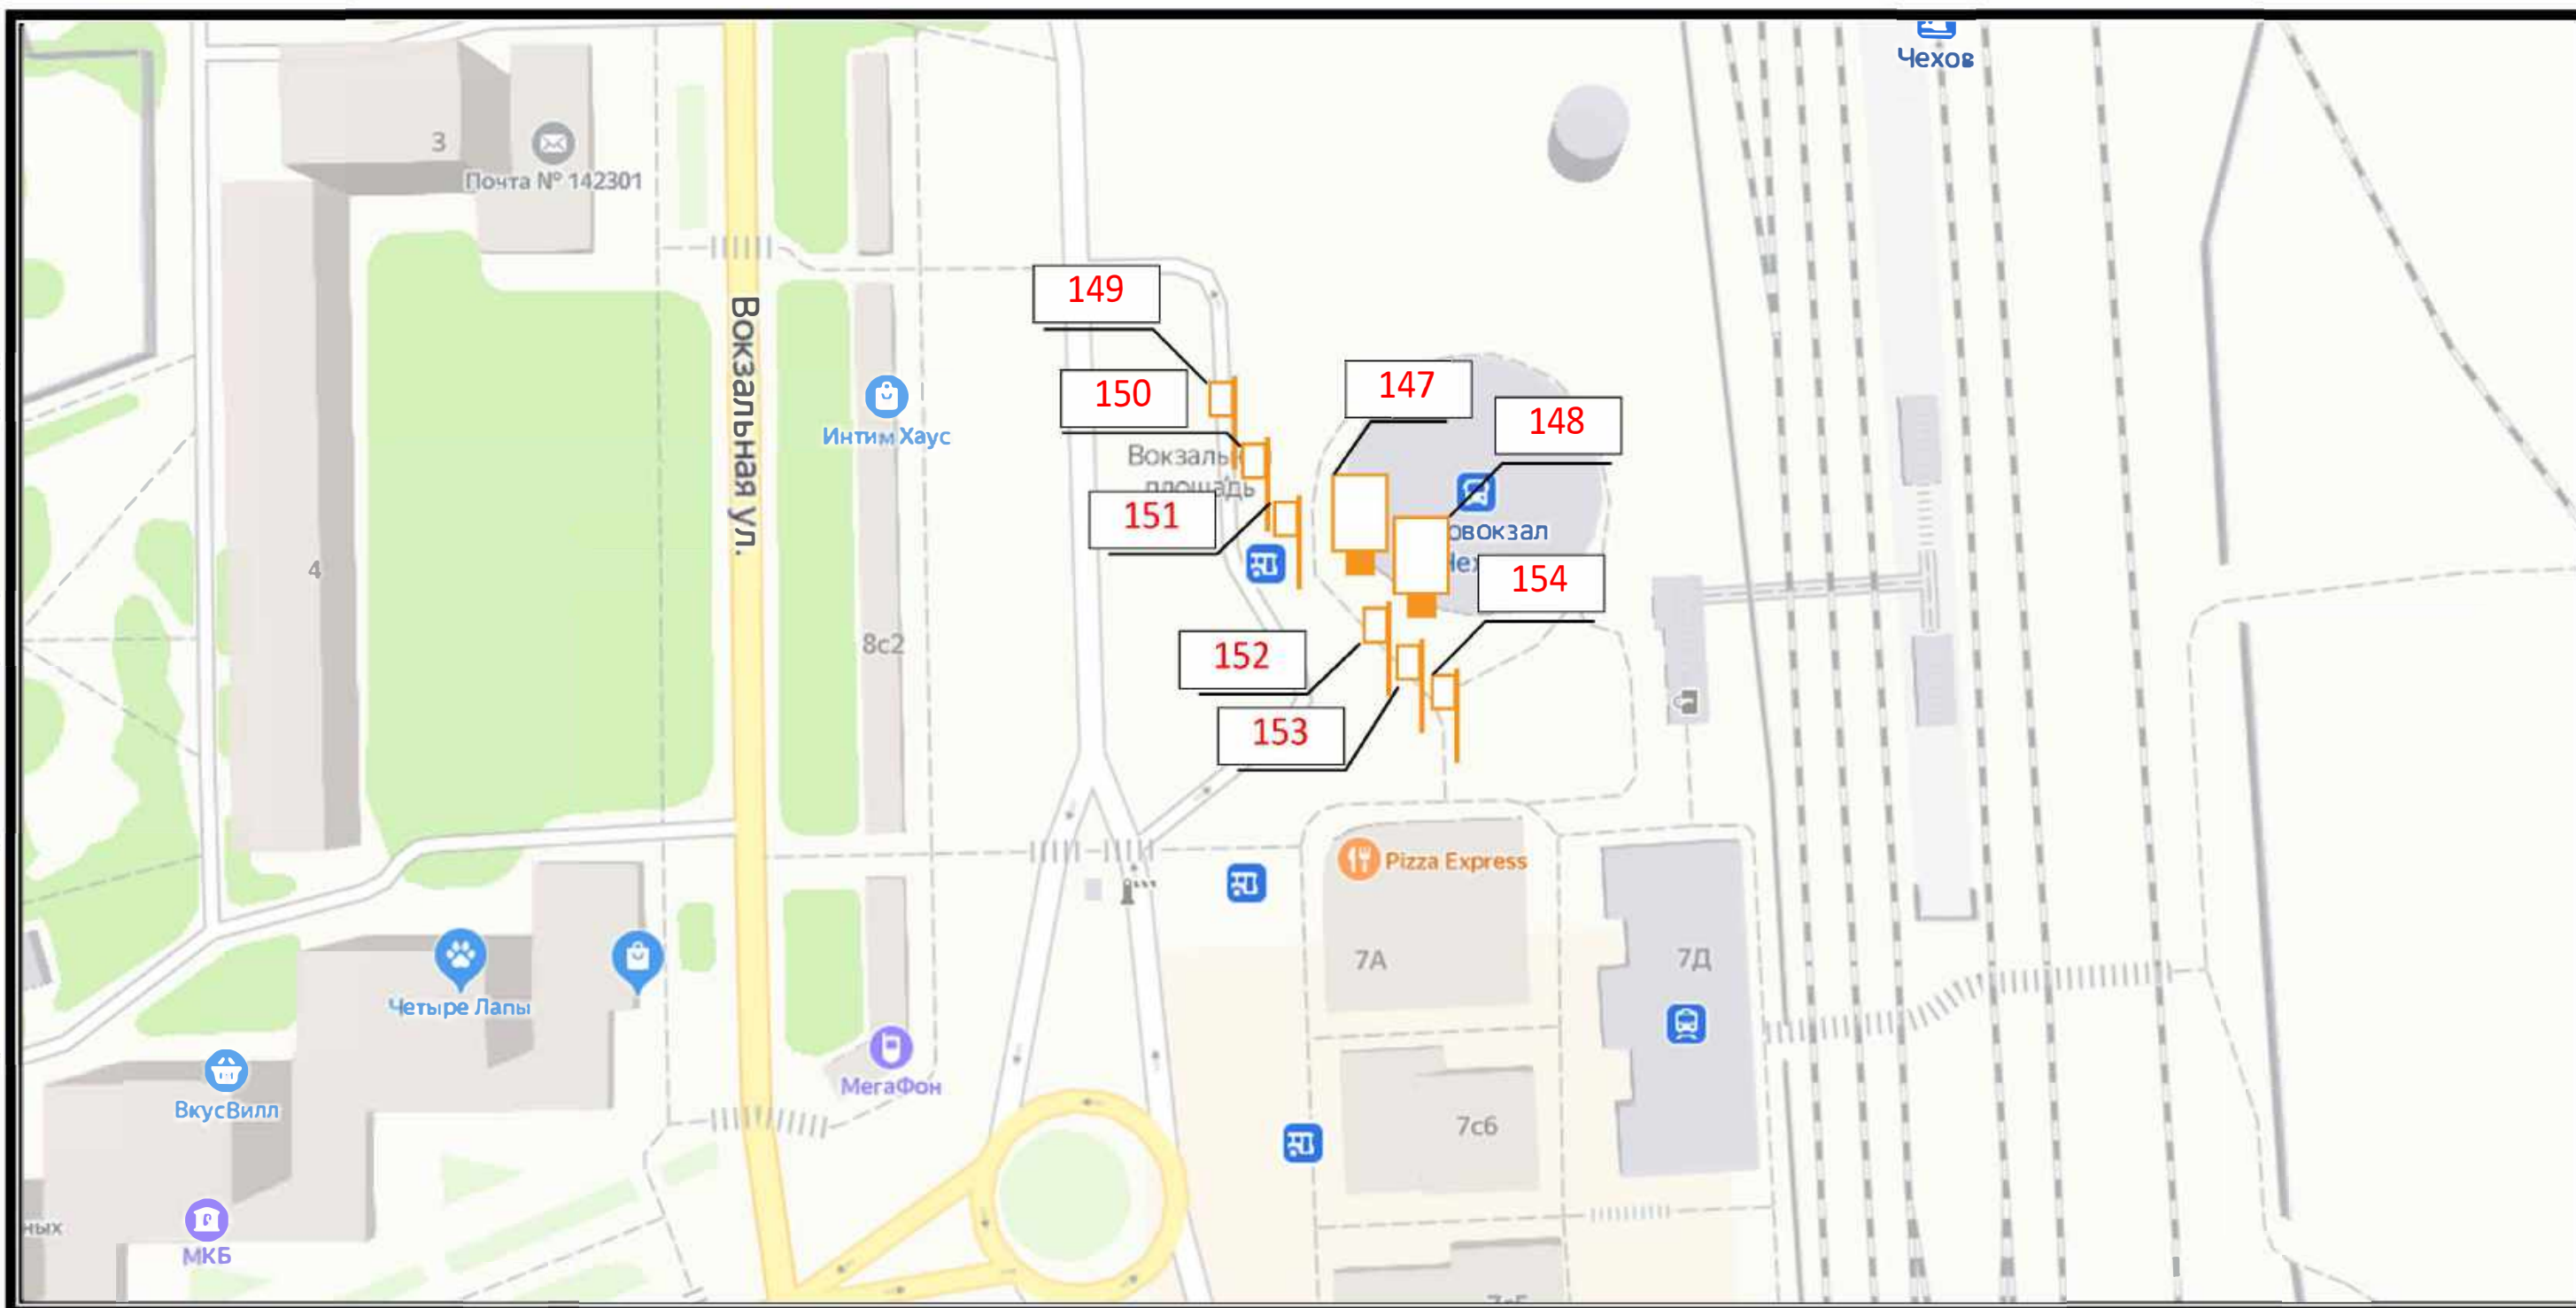 Чехов
3
Почта № 142301
149
147
150
148
Вокзальная ул.
Интим Хаус
площадь
151
154
4
8с2
152
153
Pizza Express
7А
7Д
Четыре Лапы
МегаФон
ВкусВилл
7с6
МКБ